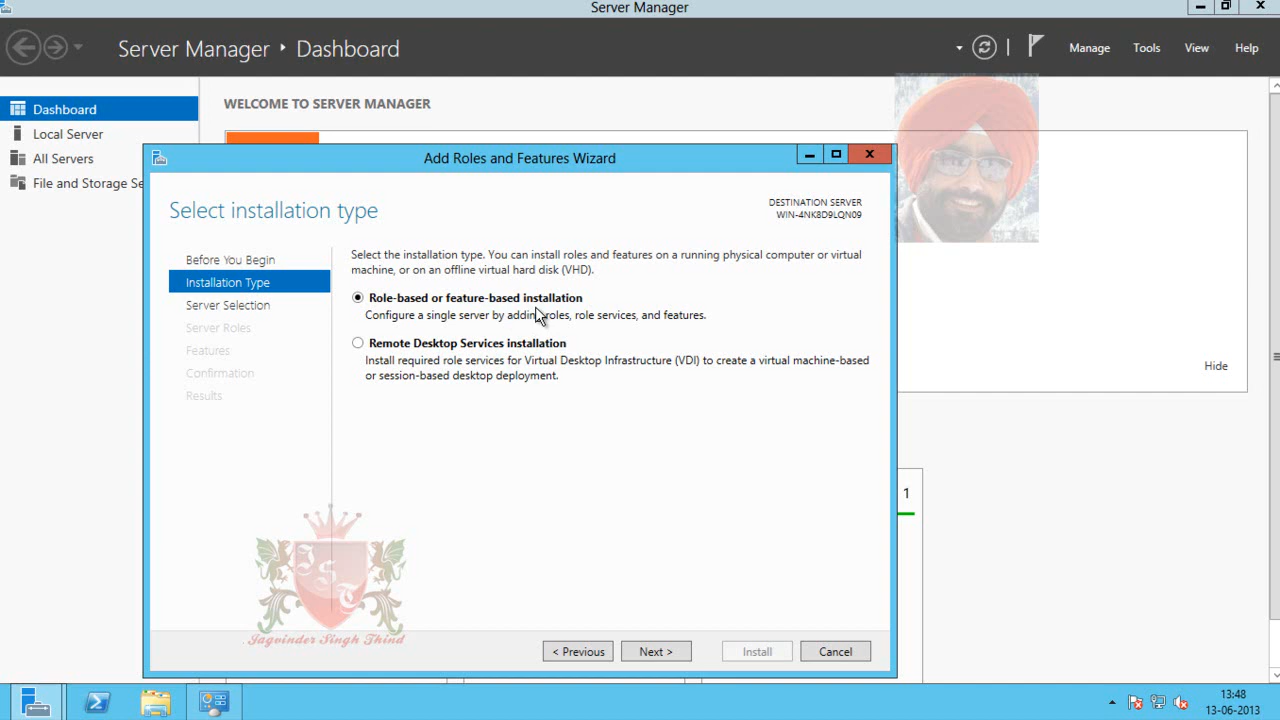 Server Manager
Server Manager ‣ Dashboard
Manage Tools View Help
Dashboard
Local Server
All Servers
File and Storage Se
WELCOME TO SERVER MANAGER
Add Roles and Features Wizard
Select installation type
DESTINATION SERVER
WIN-4NK8D9LQN09
Before You Begin
Installation Type
Server Selection
Server Roles
Features
Confirmation
Results
Select the installation type. You can install roles and features on a running physical computer or virtual
machine, or on an offline virtual hard disk (VHD).
Role-based or feature-based installation
Configure a single server by adding roles, role services, and features.
Remote Desktop Services installation
Install required role services for Virtual Desktop Infrastructure (VDI) to create a virtual machine-based
or session-based desktop deployment.
Hide
1
JST
Jagvinder Singh Thind
< Previous Next > Install Cancel
13:48
13-06-2013